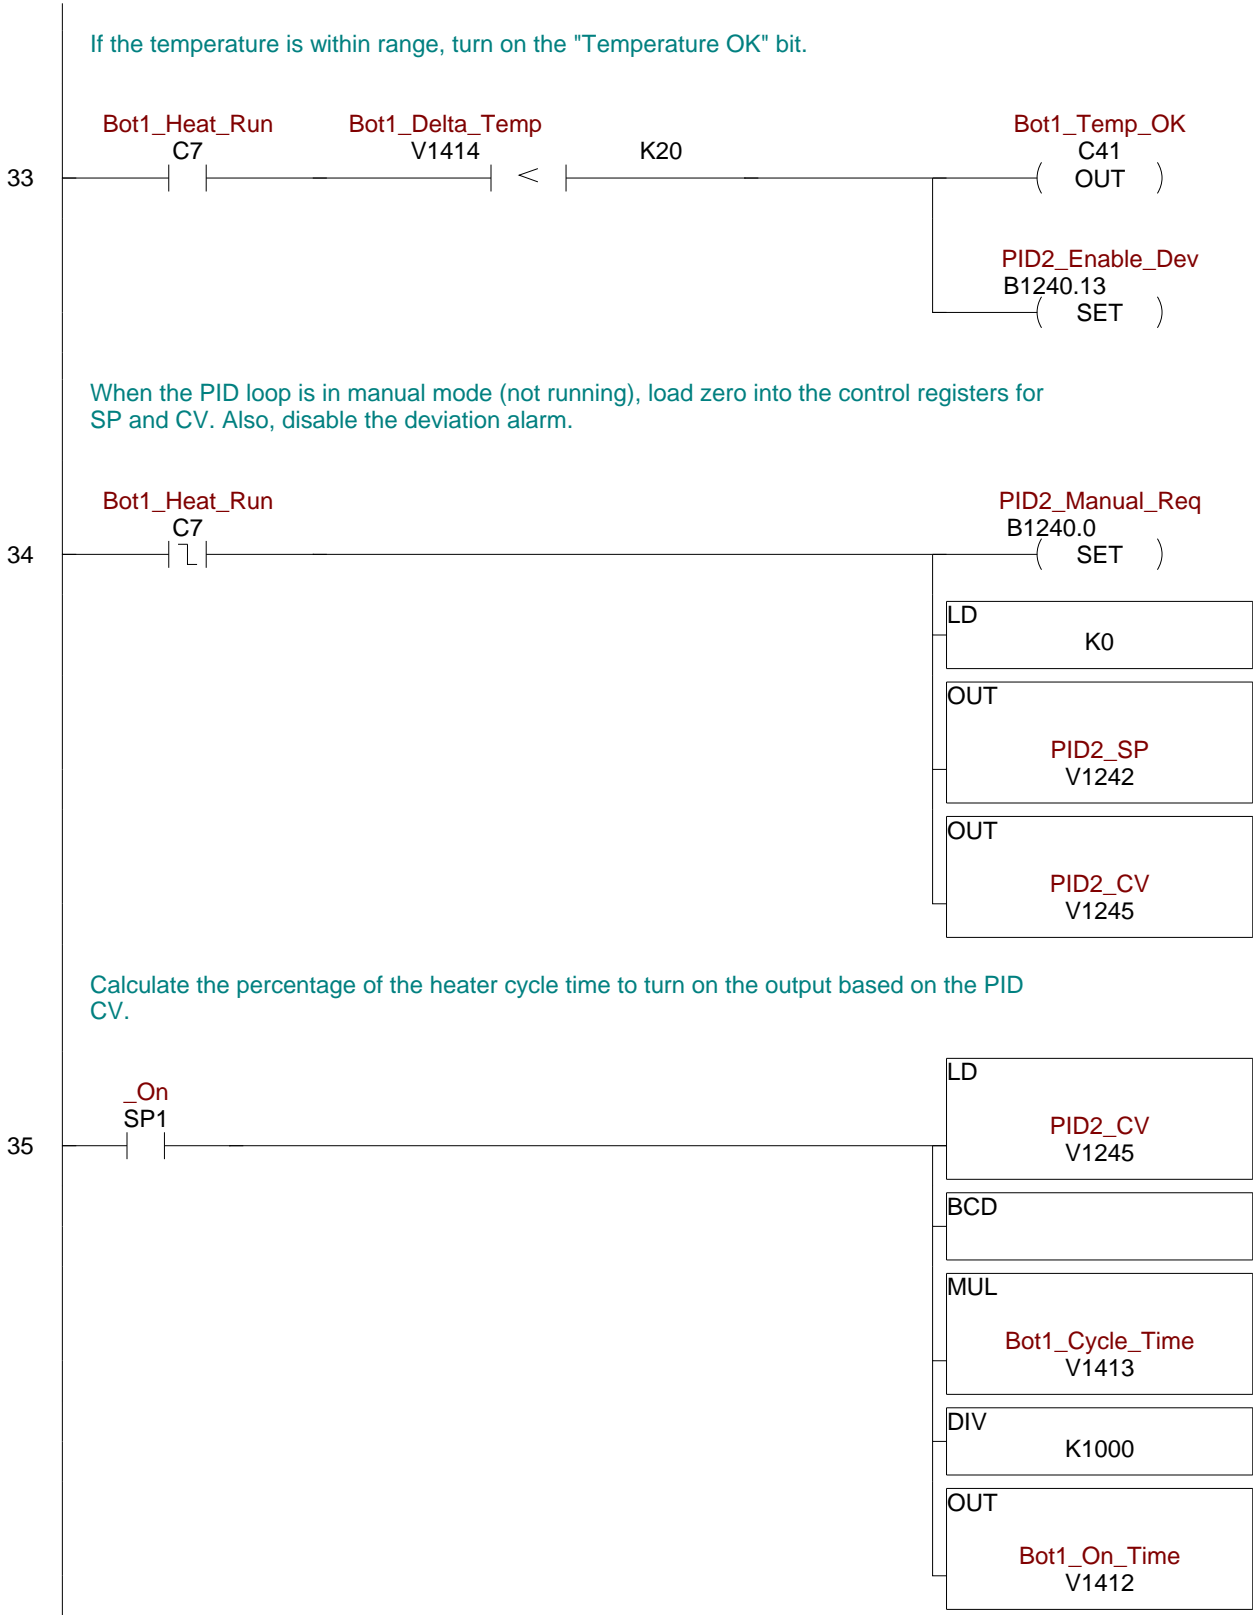 If the temperature is within range, turn on the "Temperature OK" bit.
Bot1_Heat_Run Bot1_Delta_Temp Bot1_Temp_OK
C7 V1414 K20 C41
33 < OUT
PID2_Enable_Dev
B1240.13
SET
When the PID loop is in manual mode (not running), load zero into the control registers for
SP and CV. Also, disable the deviation alarm.
Bot1_Heat_Run PID2_Manual_Req
C7 B1240.0
34 SET
LD
K0
OUT
PID2_SP
V1242
OUT
PID2_CV
V1245
Calculate the percentage of the heater cycle time to turn on the output based on the PID
CV.
_On
SP1
35
LD
PID2_CV
V1245
BCD
MUL
Bot1_Cycle_Time
V1413
DIV
K1000
OUT
Bot1_On_Time
V1412